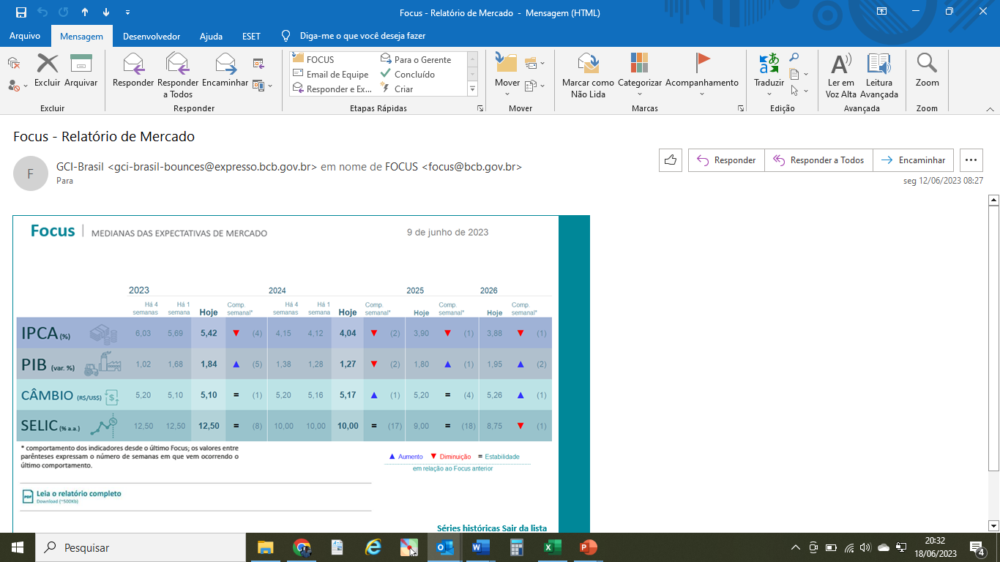 Focus - Relatório de Mercado - Mensagem (HTML)
Arquivo Mensagem Desenvolvedor Ajuda ESET Diga-me o que você deseja fazer
Excluir Arquivar
Excluir
Responder Responder a Todos Encaminhar
Responder
FOCUS Para o Gerente
Email de Equipe Concluído
Responder e Ex... Criar
Etapas Rápidas
Mover
Mover
Marcar como Não Lida Categorizar Acompanhamento
Marcas
Traduzir
Edição
Ler em Voz Alta Leitura Avançada
Avançada
Zoom
Zoom
Focus - Relatório de Mercado
F
GCI-Brasil <gci-brasil-bounces@expresso.bcb.gov.br> em nome de FOCUS <focus@bcb.gov.br>
Para
Responder Responder a Todos Encaminhar
seg 12/06/2023 08:27
Focus MEDIANAS DAS EXPECTATIVAS DE MERCADO 9 de junho de 2023
2023 2024 2025 2026
Há 4 semanas Há 1 semana Hoje Comp. semanal* Há 4 semanas Há 1 semana Hoje Comp. semanal* Hoje Comp. semanal* Hoje Comp. semanal*
IPCA (%) 6,03 5,69 5,42 ▼ (4) 4,15 4,12 4,04 ▼ (2) 3,90 ▼ (1) 3,88 ▼ (1)
PIB (var. %) 1,02 1,68 1,84 ▲ (5) 1,38 1,28 1,27 ▼ (2) 1,80 ▲ (1) 1,95 ▲ (2)
CÂMBIO (R$/US$) 5,20 5,10 5,10 = (1) 5,20 5,16 5,17 ▲ (1) 5,20 = (4) 5,26 ▲ (1)
SELIC (% a.a.) 12,50 12,50 12,50 = (8) 10,00 10,00 10,00 = (17) 9,00 = (18) 8,75 ▼ (1)
* comportamento dos indicadores desde o último Focus; os valores entre
parênteses expressam o número de semanas em que vem ocorrendo o
último comportamento.
▲ Aumento ▼ Diminuição = Estabilidade
em relação ao Focus anterior
PDF Leia o relatório completo
Download (~500Kb)
Séries históricas Sair da lista
Pesquisar
20:32
18/06/2023
4